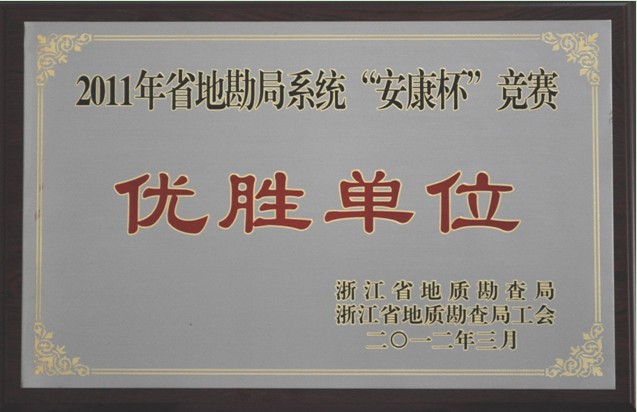 2011年省地勘局系统“安康杯”竞赛
优胜单位
浙江省地质勘查局
浙江省地质勘查局工会
二〇一二年三月